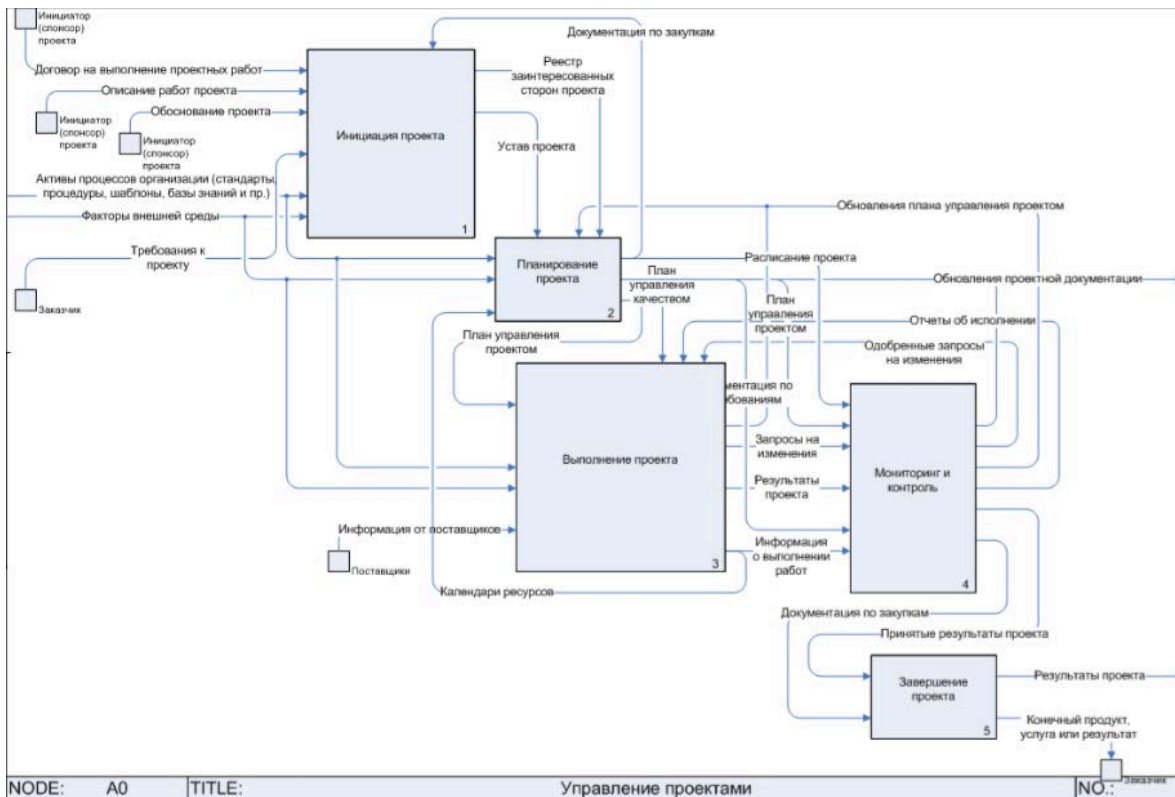 Инициатор
(спонсор)
проекта
Документация по закупкам
Договор на выполнение проектных работ
Реестр
заинтересованных
сторон проекта
Описание работ проекта
Инициатор
(спонсор)
проекта
Обоснование проекта
Инициатор
(спонсор)
проекта
Инициация проекта
1
Устав проекта
Активы процессов организации (стандарты,
процедуры, шаблоны, базы знаний и пр.)
Факторы внешней среды
Обновления плана управления проектом
Требования к
проекту
Заказчик
Планирование
проекта
2
Расписание проекта
План
управления
качеством
Обновления проектной документации
План
управления
проектом
Отчеты об исполнении
План управления
проектом
Одобренные запросы
на изменения
ментация по
бованиям
Выполнение проекта
3
Запросы на
изменения
Мониторинг и
контроль
4
Результаты
проекта
Информация от поставщиков
Поставщики
Информация
о выполнении
работ
Календари ресурсов
Документация по закупкам
Принятые результаты проекта
Завершение
проекта
5
Результаты проекта
Конечный продукт,
услуга или результат
Заказчик
NODE: A0 TITLE: Управление проектами NO.: